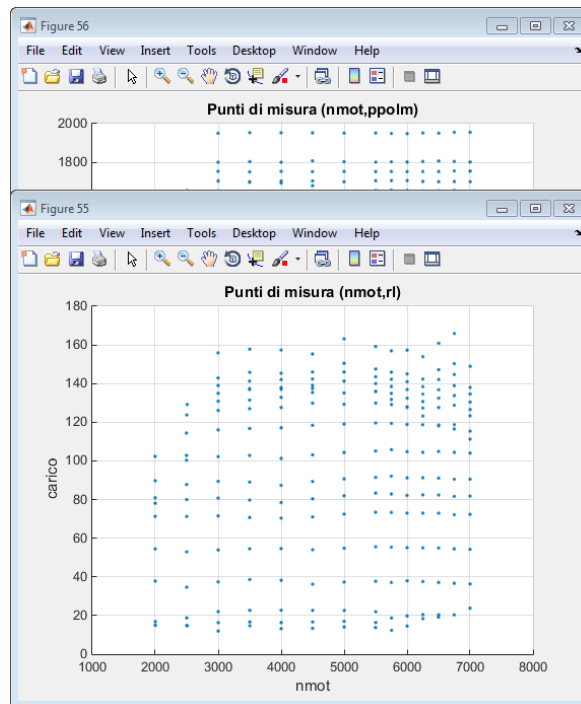 Figure 56
File Edit View Insert Tools Desktop Window Help
Punti di misura (nmot,ppolm)
2000
1800
Figure 55
File Edit View Insert Tools Desktop Window Help
Punti di misura (nmot,rl)
180
160
140
120
100
80
60
40
20
0
carico
1000 2000 3000 4000 5000 6000 7000 8000
nmot